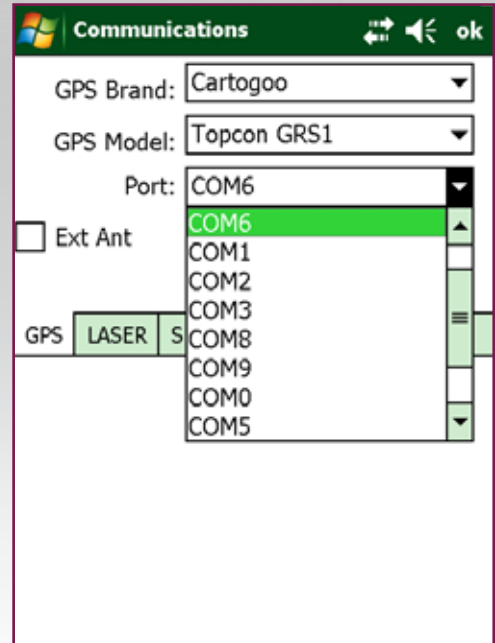 Communications ok
GPS Brand: Cartogoo
GPS Model: Topcon GRS1
Port: COM6
COM6
Ext Ant
COM1
COM2
COM3
GPS LASER S COM8
COM9
COM0
COM5